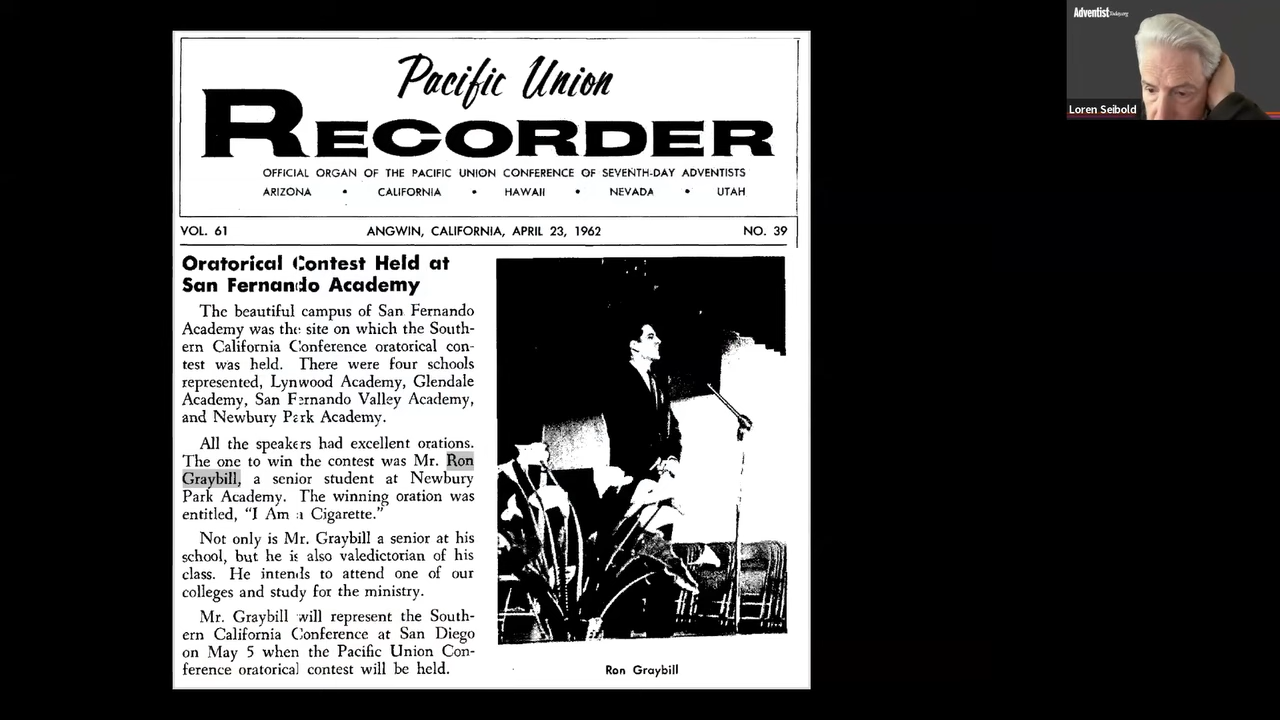 Pacific Union
RECORDER
OFFICIAL ORGAN OF THE PACIFIC UNION CONFERENCE OF SEVENTH-DAY ADVENTISTS
ARIZONA • CALIFORNIA • HAWAII • NEVADA • UTAH
VOL. 61 ANGWIN, CALIFORNIA, APRIL 23, 1962 NO. 39
Oratorical Contest Held at
San Fernando Academy
The beautiful campus of San Fernando
Academy was the site on which the South-
ern California Conference oratorical con-
test was held. There were four schools
represented, Lynwood Academy, Glendale
Academy, San Fernando Valley Academy,
and Newbury Park Academy.
All the speakers had excellent orations.
The one to win the contest was Mr. Ron
Graybill, a senior student at Newbury
Park Academy. The winning oration was
entitled, "I Am a Cigarette."
Not only is Mr. Graybill a senior at his
school, but he is also valedictorian of his
class. He intends to attend one of our
colleges and study for the ministry.
Mr. Graybill will represent the South-
ern California Conference at San Diego
on May 5 when the Pacific Union Con-
ference oratorical contest will be held.
Ron Graybill
AdventistToday.org
Loren Seibold